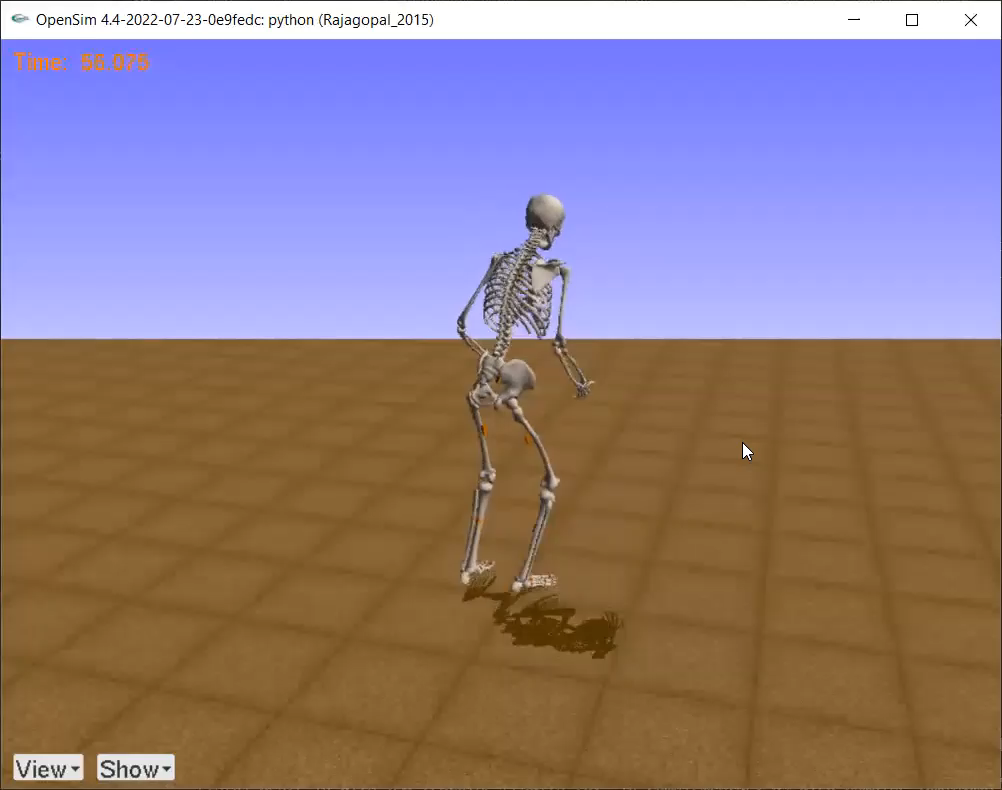 OpenSim 4.4-2022-07-23-0e9fedc: python (Rajagopal_2015)
Time: 56.075
View
Show